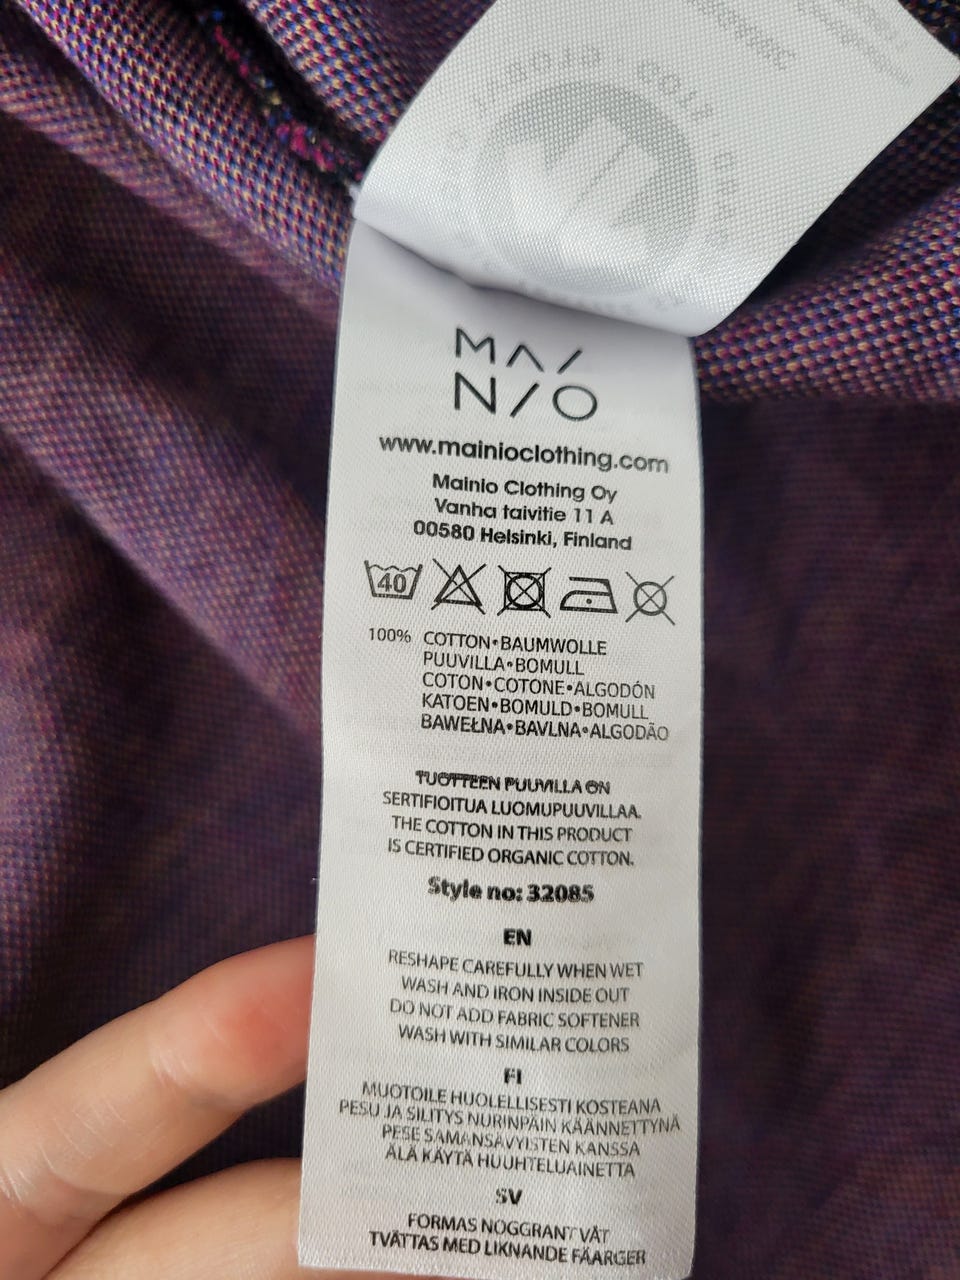 MAINIO
www.mainioclothing.com
Mainio Clothing Oy
Vanha talvitie 11 A
00580 Helsinki, Finland
40
100% COTTON•BAUMWOLLE
PUUVILLA•BOMULL
COTON•COTONE•ALGODÓN
KATOEN•BOMULD•BOMULL
BAWEŁNA•BAVLNA•ALGODÃO
TUOTTEEN PUUVILLA ON
SERTIFIOITUA LUOMUPUUVILLAA.
THE COTTON IN THIS PRODUCT
IS CERTIFIED ORGANIC COTTON.
Style no: 32085
EN
RESHAPE CAREFULLY WHEN WET
WASH AND IRON INSIDE OUT
DO NOT ADD FABRIC SOFTENER
WASH WITH SIMILAR COLORS
FI
MUOTOILE HUOLELLISESTI KOSTEANA
PESU JA SILITYS NURINPÄIN KÄÄNNETTYNÄ
PESE SAMANSÄVYISTEN KANSSA
ÄLÄ KÄYTÄ HUUHTELUAINETTA
SV
FORMAS NOGGRANT VÅT
TVÄTTAS MED LIKNANDE FÄARGER